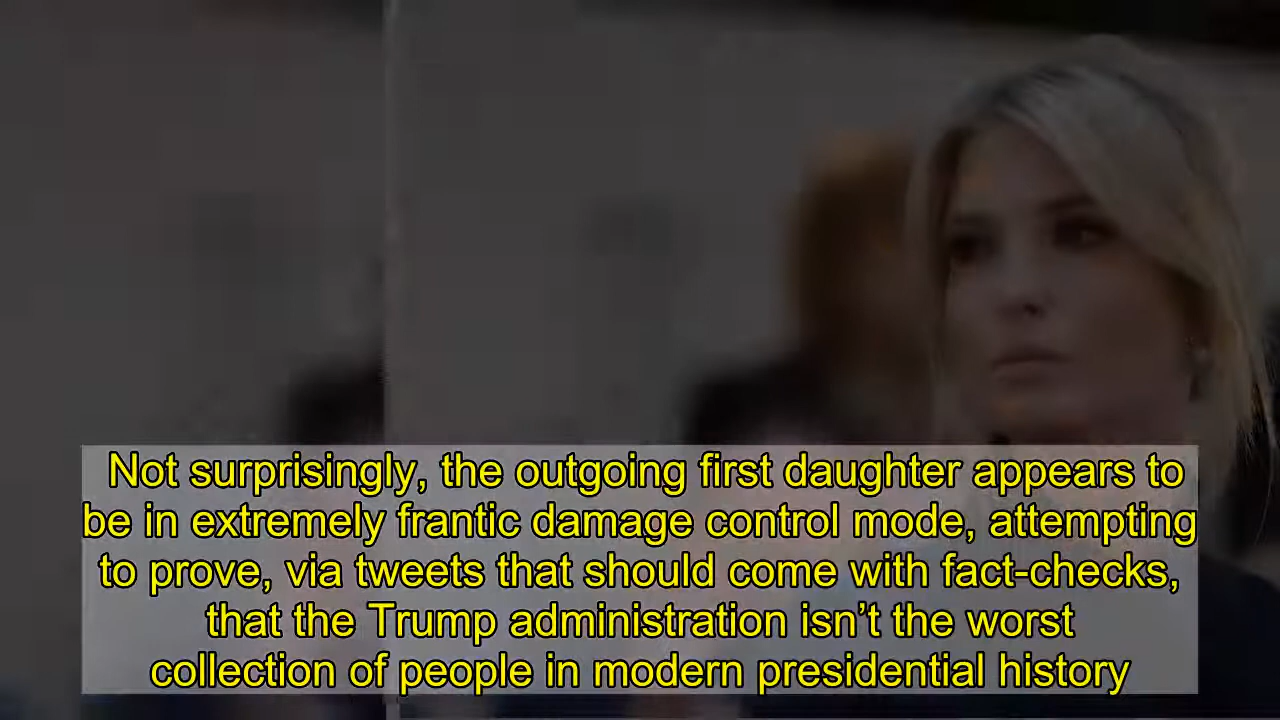 Not surprisingly, the outgoing first daughter appears to
be in extremely frantic damage control mode, attempting
to prove, via tweets that should come with fact-checks,
that the Trump administration isn’t the worst
collection of people in modern presidential history